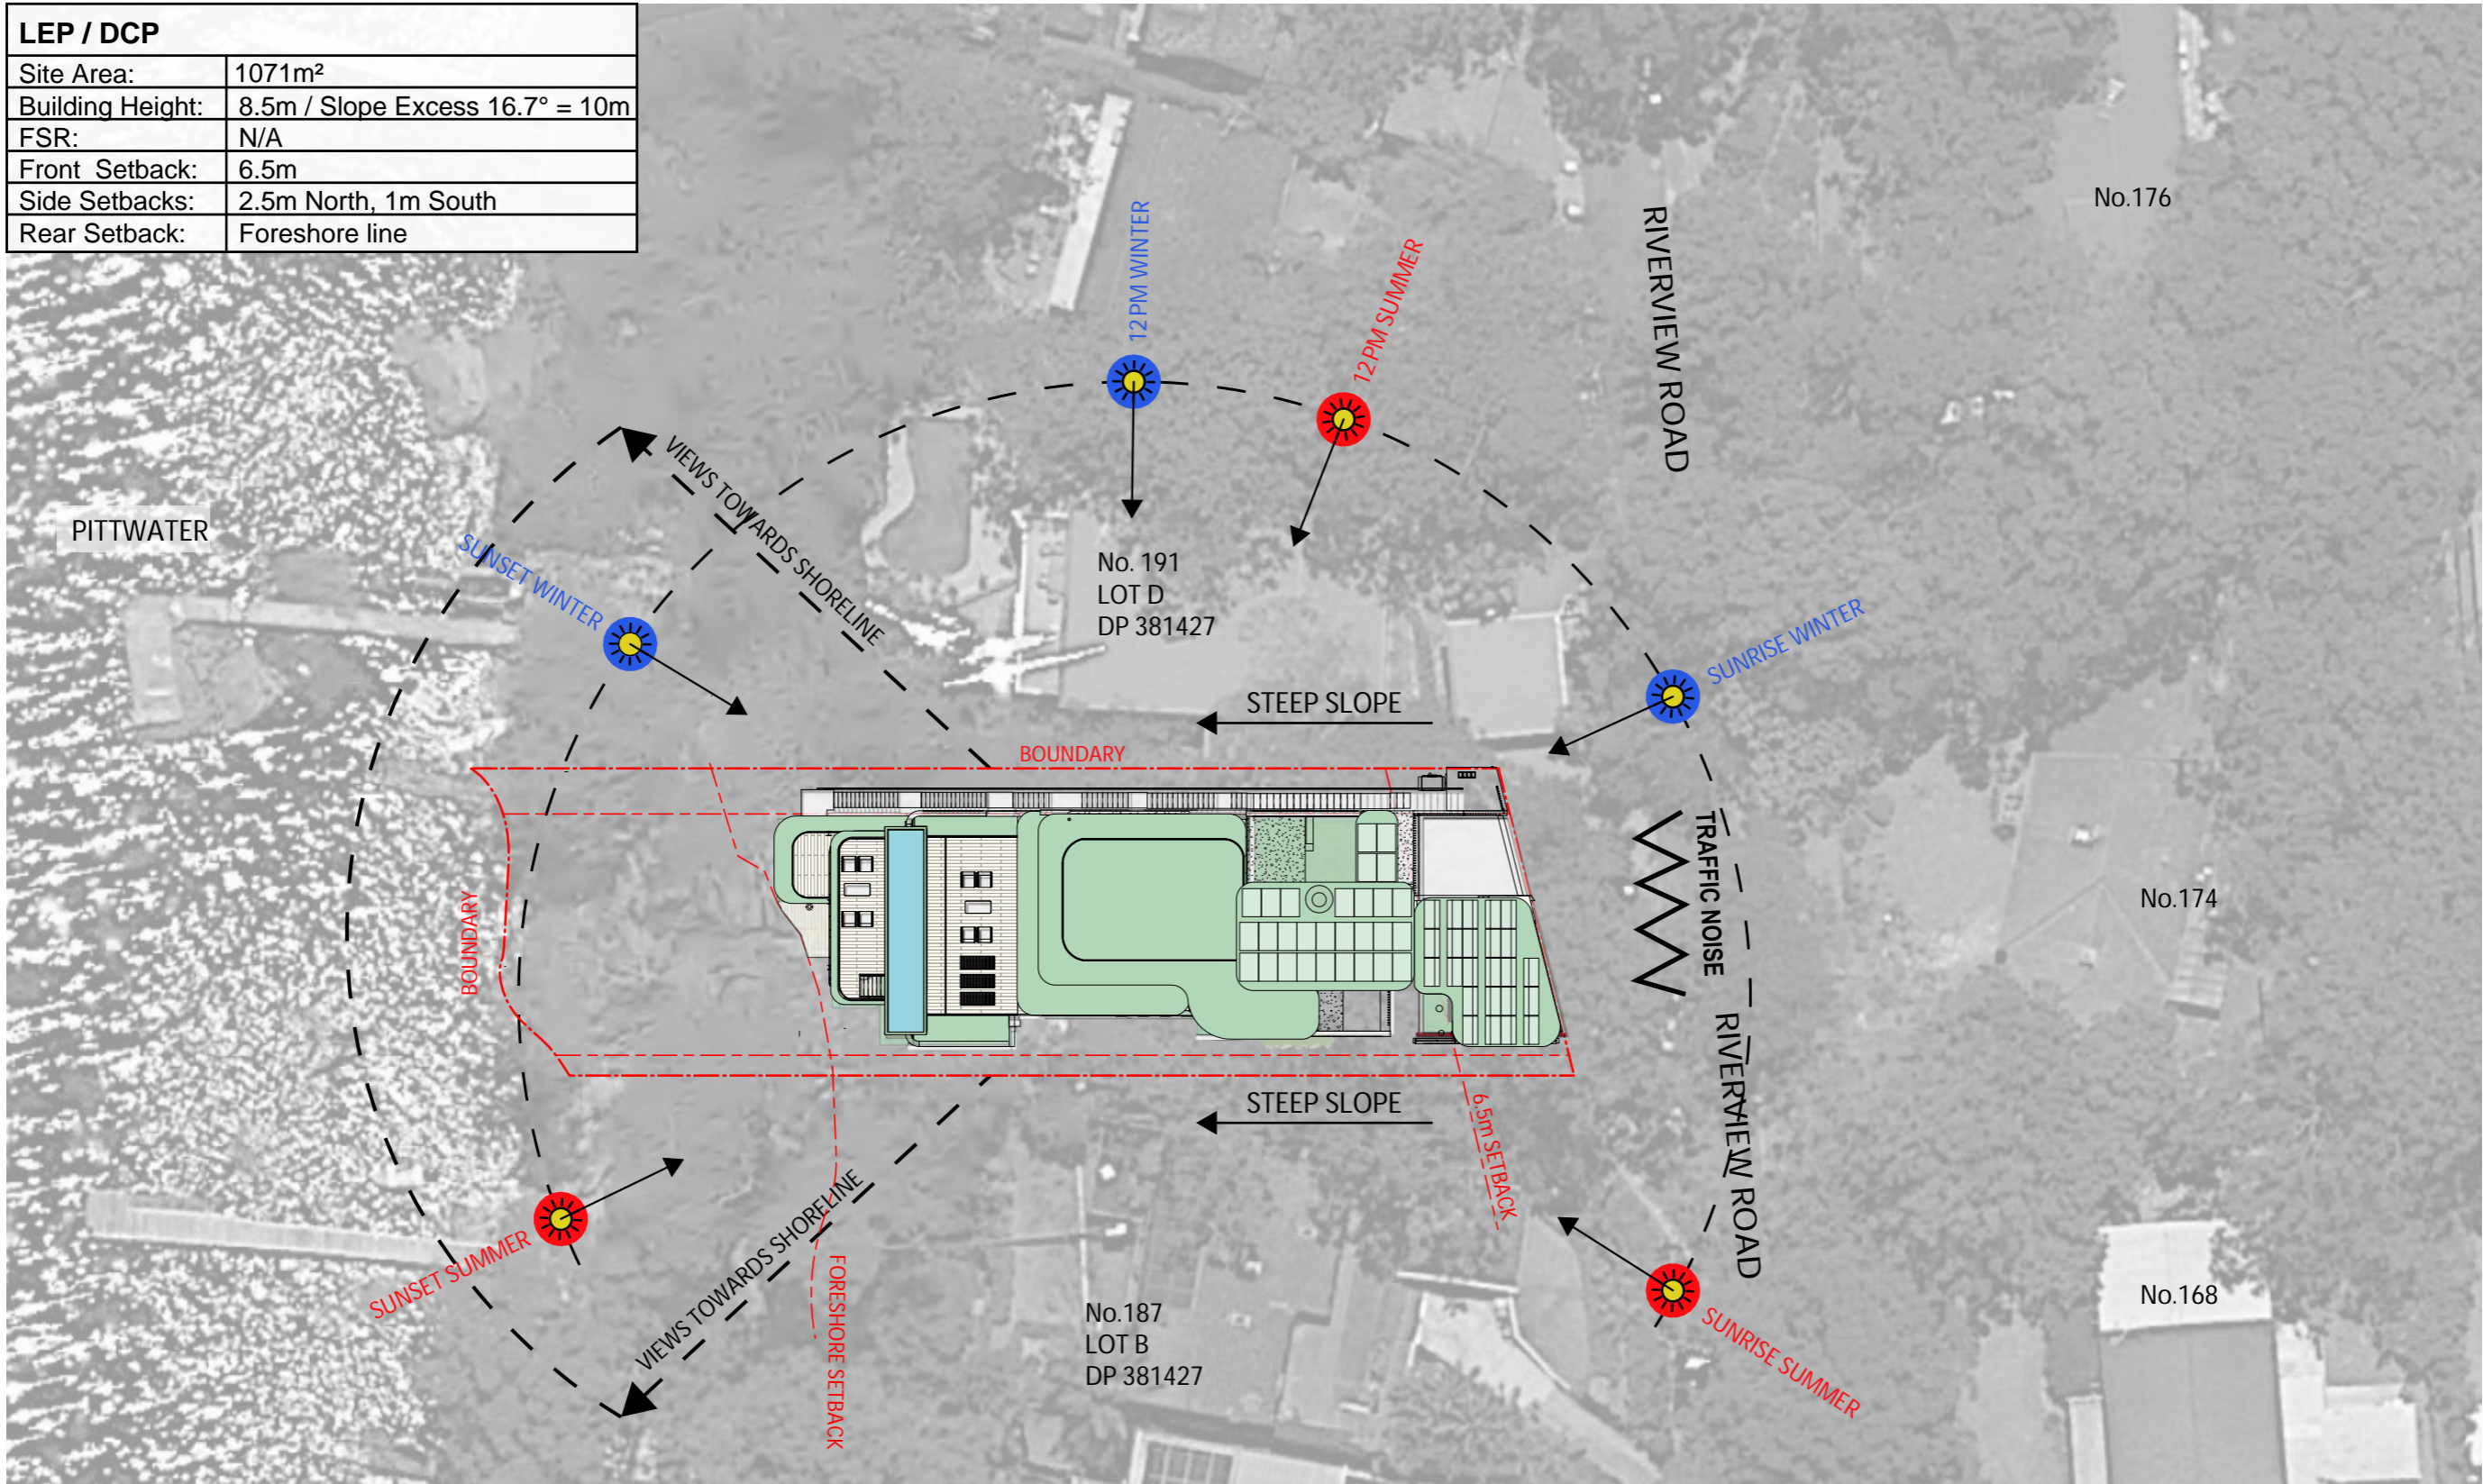 LEP / DCP
Site Area: 1071m²
Building Height: 8.5m / Slope Excess 16.7° = 10m
FSR: N/A
Front Setback: 6.5m
Side Setbacks: 2.5m North, 1m South
Rear Setback: Foreshore line
No.176
12PM WINTER
12PM SUMMER
RIVERVIEW ROAD
VIEWS TOWARDS SHORELINE
PITTWATER
SUNSET WINTER
No. 191
LOT D
DP 381427
SUNRISE WINTER
STEEP SLOPE
BOUNDARY
TRAFFIC NOISE
No.174
BOUNDARY
RIVERVIEW ROAD
STEEP SLOPE
6.5m SETBACK
VIEWS TOWARDS SHORELINE
SUNSET SUMMER
FORESHORE SETBACK
No.187
LOT B
DP 381427
No.168
SUNRISE SUMMER